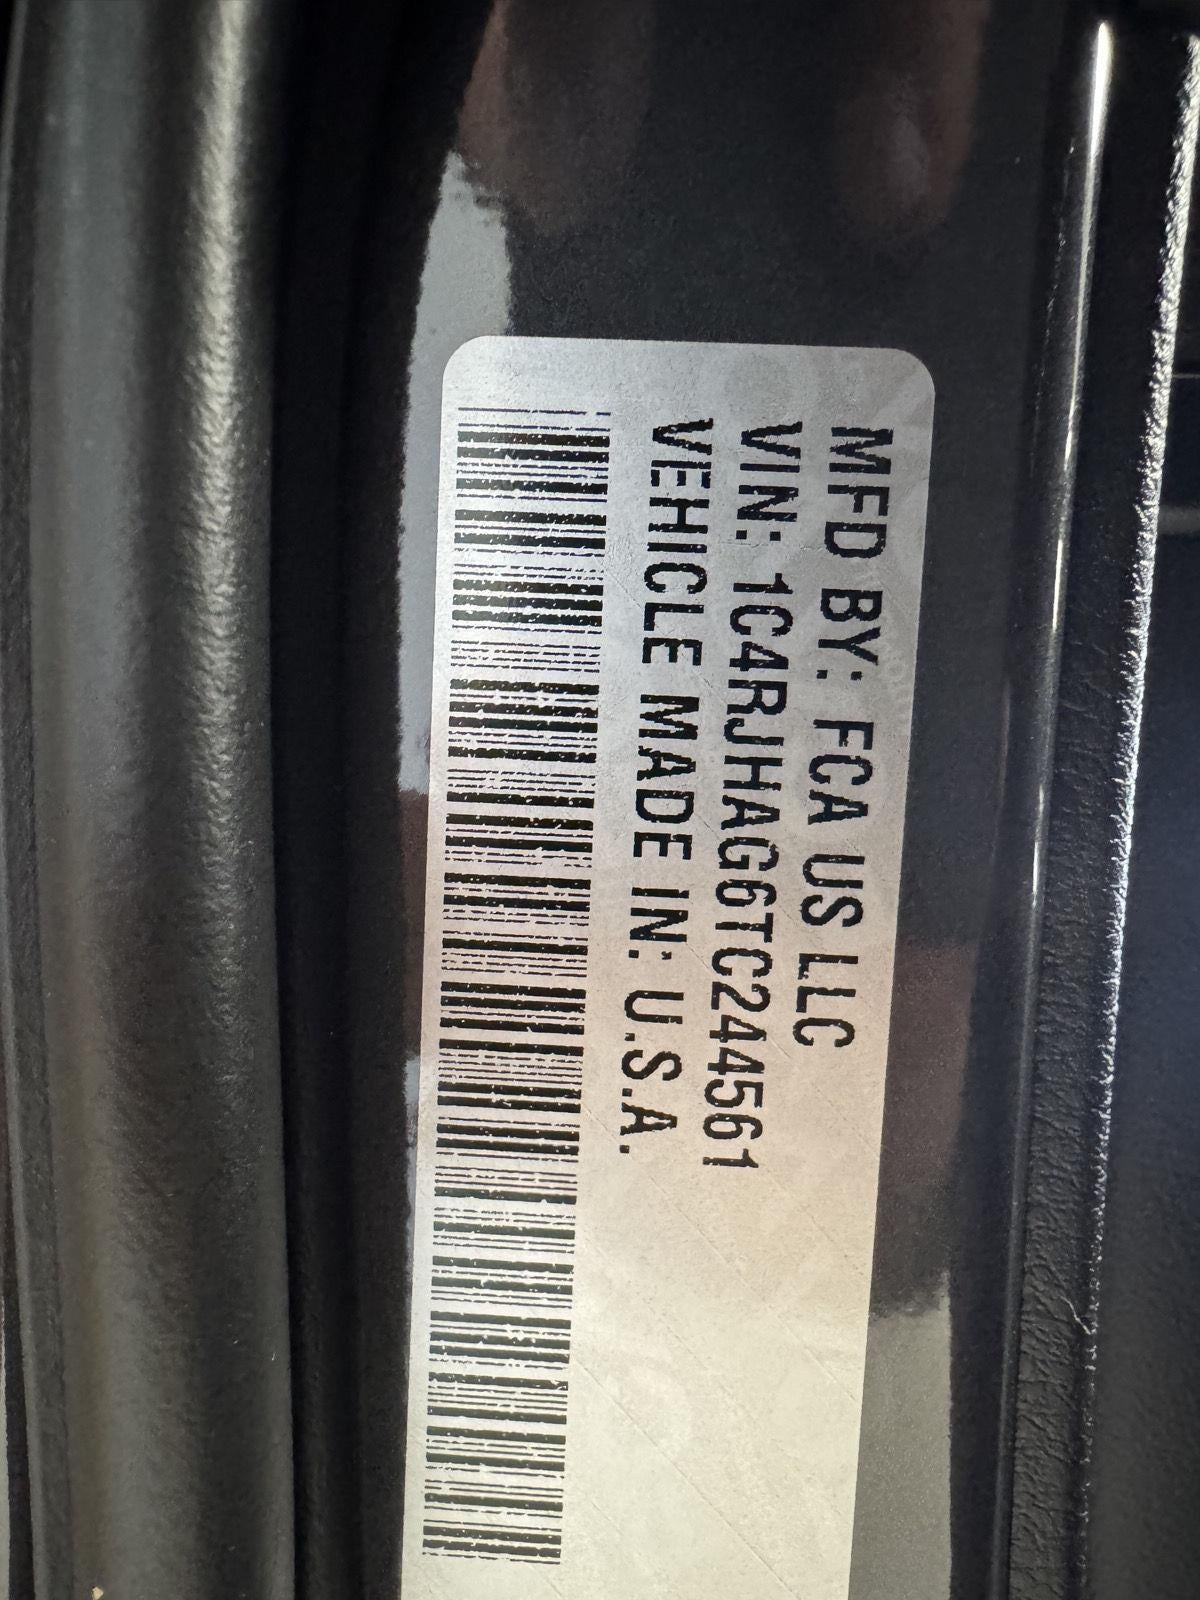 MFD BY: FCA US LLC
VIN: 1C4RJHAG6TC244561
VEHICLE MADE IN: U.S.A.